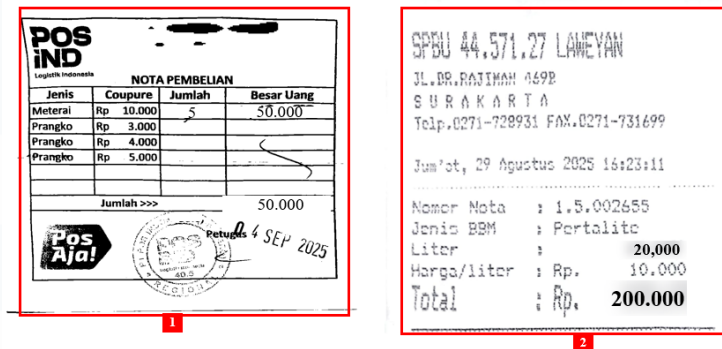 POS
IND
Logistik Indonesia
NOTA PEMBELIAN
Jenis Coupure Jumlah Besar Uang
Meterai Rp 10.000 5 50.000
Prangko Rp 3.000
Prangko Rp 4.000
Prangko Rp 5.000
Jumlah >>> 50.000
Pos
Aja!
Petugas
04 SEP 2025
REGIONAL
1
SPBU 44.571.27 LAWEYAN
JL.DR.RAJIMAN 469B
SURAKARTA
Telp.0271-728931 FAX.0271-731699
Jum'at, 29 Agustus 2025 16:23:11
Nomor Nota : 1.5.002655
Jenis BBM : Pertalite
Liter : 20,000
Harga/liter : Rp. 10.000
Total : Rp. 200.000
2